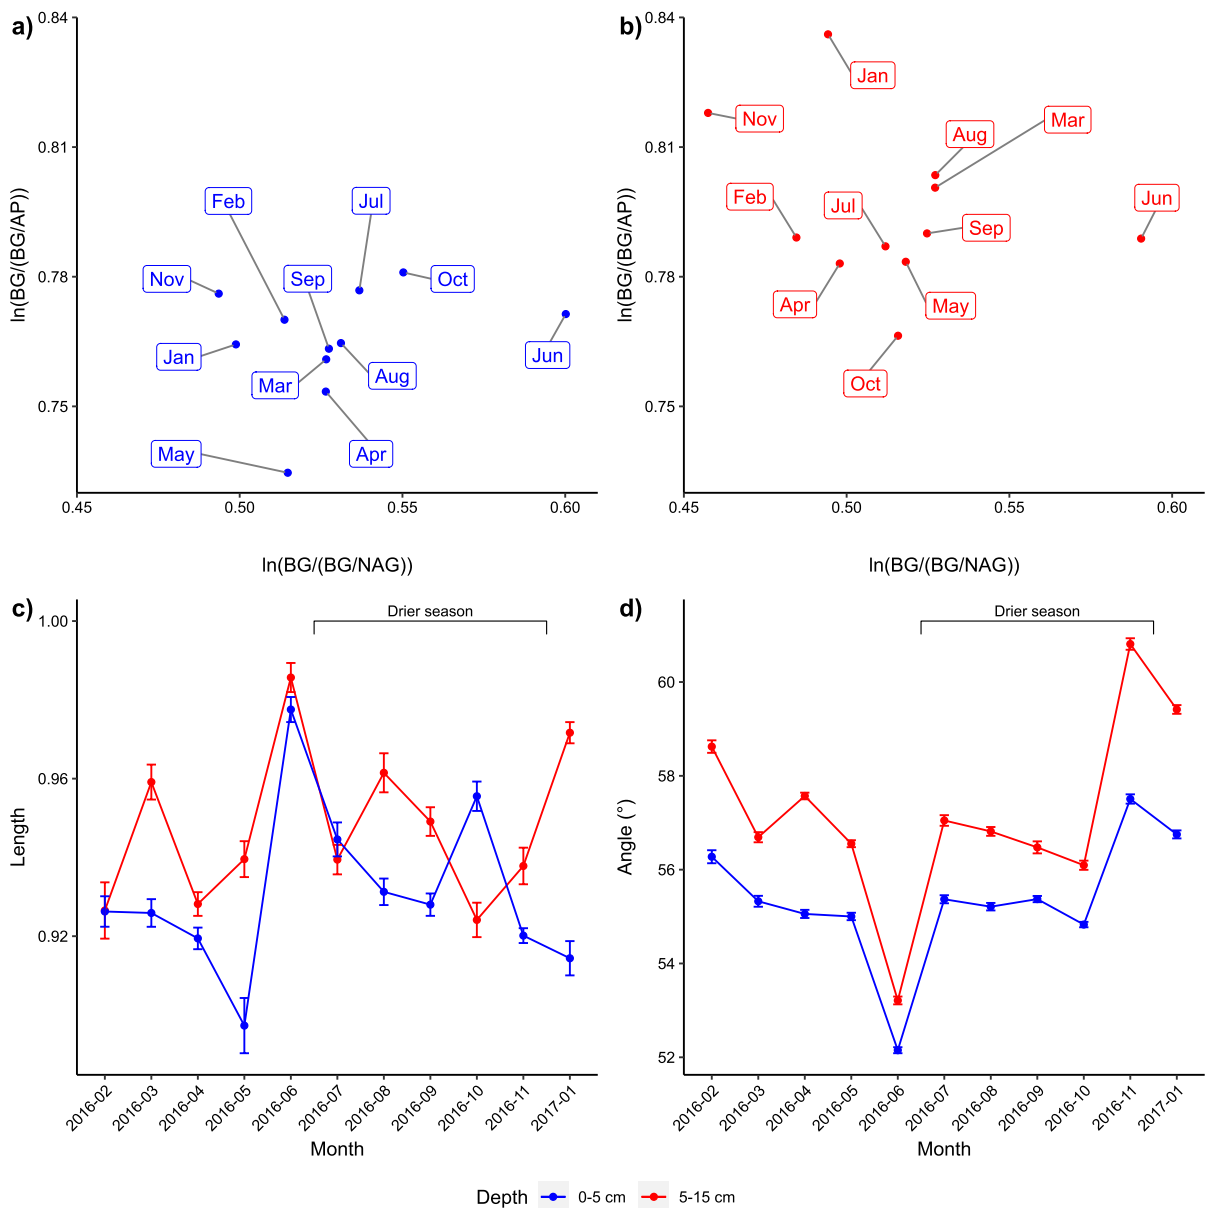 a)
0.84
0.81
0.78
0.75
ln(BG/(BG/AP))
Feb
Jul
Nov
Sep
Oct
Jan
Mar
Aug
Jun
May
Apr
0.45
0.50
0.55
0.60
ln(BG/(BG/NAG))
b)
0.84
0.81
0.78
0.75
ln(BG/(BG/AP))
Jan
Nov
Aug
Mar
Feb
Jul
Jun
Sep
Apr
May
Oct
0.45
0.50
0.55
0.60
ln(BG/(BG/NAG))
c)
Drier season
1.00
0.96
0.92
Length
2016-02
2016-03
2016-04
2016-05
2016-06
2016-07
2016-08
2016-09
2016-10
2016-11
2017-01
Month
d)
Drier season
60
58
56
54
52
Angle (°)
2016-02
2016-03
2016-04
2016-05
2016-06
2016-07
2016-08
2016-09
2016-10
2016-11
2017-01
Month
Depth 0-5 cm 5-15 cm